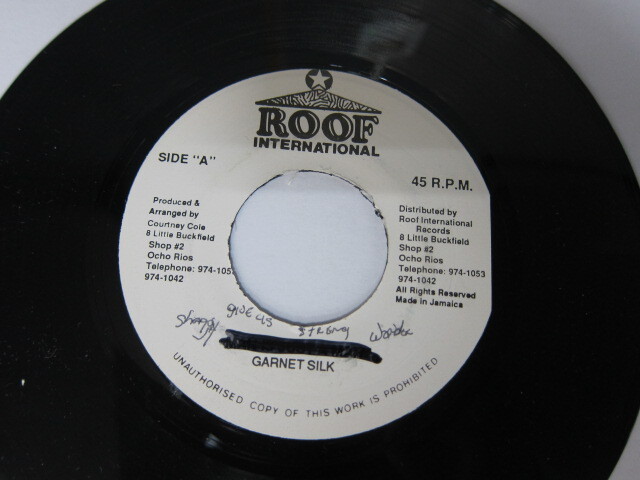 ROOF
INTERNATIONAL
SIDE "A"
45 R.P.M.
Produced &
Arranged by
Courtney Cole
8 Little Buckfield
Shop #2
Ocho Rios
Telephone: 974-105
974-1042
Distributed by
Roof International
Records
8 Little Buckfield
Shop #2
Ocho Rios
Telephone: 974-1053
974-1042
All Rights Reserved
Made in Jamaica
GIVE US STRENG
GARNET SILK
UNAUTHORISED COPY OF THIS WORK IS PROHIBITED